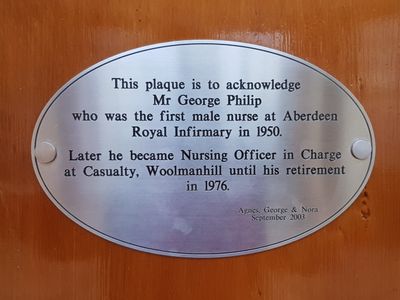 This plaque is to acknowledge
Mr George Philip
who was the first male nurse at Aberdeen
Royal Infirmary in 1950.
Later he became Nursing Officer in Charge
at Casualty, Woolmanhill until his retirement
in 1976.
Agnes, George & Nora
September 2003